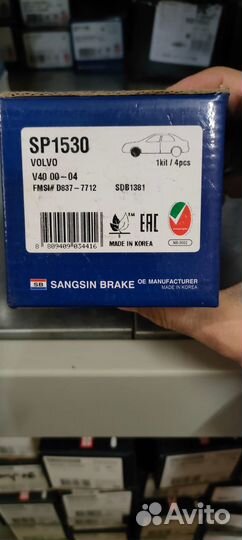 SP1530
VOLVO
1kit / 4pcs
V40 00-04
FMSI# D837-7712 SDB1381
8 809409 034416
MADE IN KOREA
EAC
SB SANGSIN BRAKE OE MANUFACTURER
MADE IN KOREA
Avito